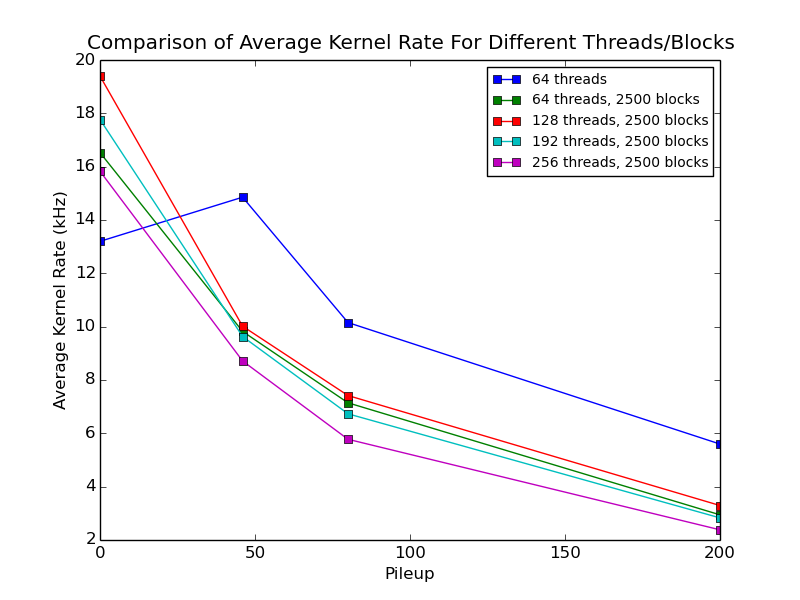 Comparison of Average Kernel Rate For Different Threads/Blocks
64 threads
64 threads, 2500 blocks
128 threads, 2500 blocks
192 threads, 2500 blocks
256 threads, 2500 blocks
Average Kernel Rate (kHz)
20
18
16
14
12
10
8
6
4
2
0 50 100 150 200
Pileup